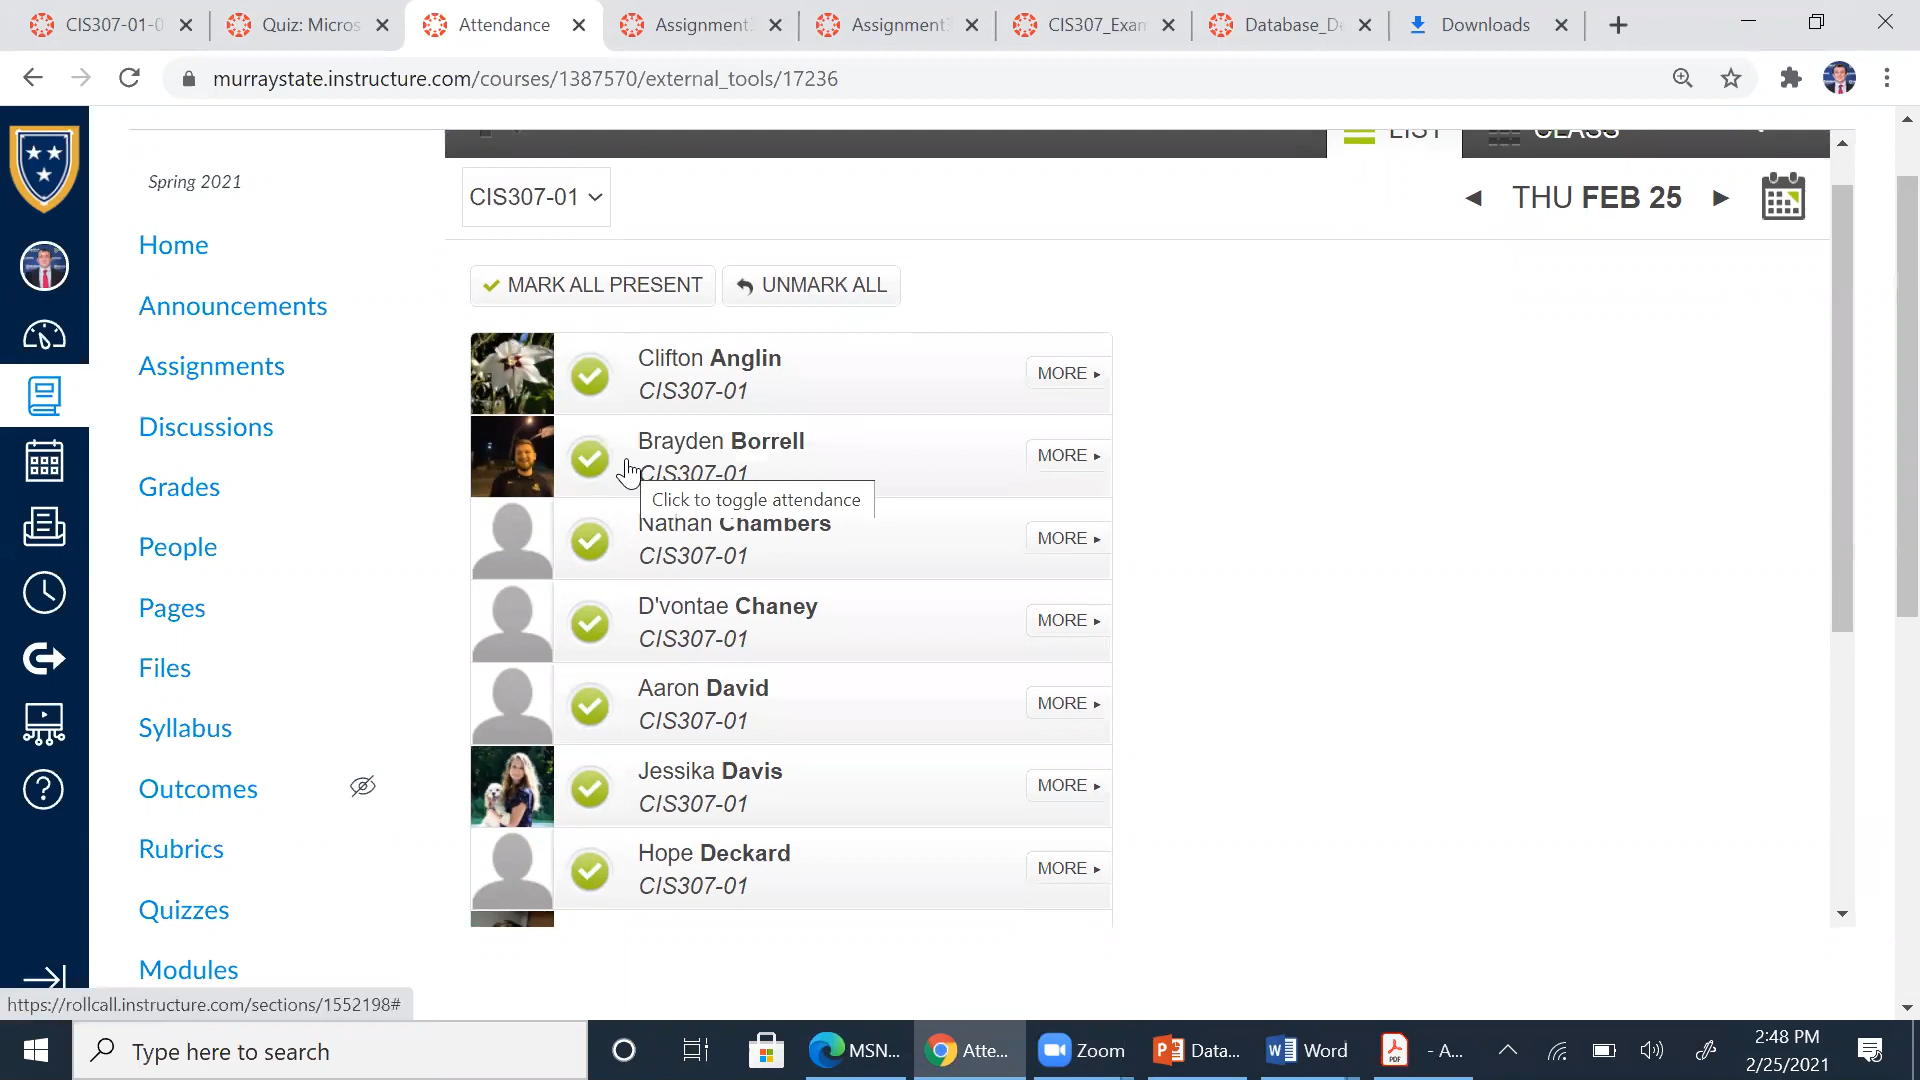 CIS307-01-0
Quiz: Micros
Attendance
Assignment
Assignment
CIS307_Exam
Database_De
Downloads
murraystate.instructure.com/courses/1387570/external_tools/17236
LIST
CLASS
Spring 2021
CIS307-01
THU FEB 25
Home
MARK ALL PRESENT
UNMARK ALL
Announcements
Clifton Anglin
CIS307-01
MORE
Assignments
Brayden Borrell
CIS307-01
MORE
Discussions
Click to toggle attendance
Grades
Nathan Chambers
CIS307-01
MORE
People
D'vontae Chaney
CIS307-01
MORE
Pages
Files
Aaron David
CIS307-01
MORE
Syllabus
Jessika Davis
CIS307-01
MORE
Outcomes
Hope Deckard
CIS307-01
MORE
Rubrics
Quizzes
Modules
https://rollcall.instructure.com/sections/1552198#
Type here to search
MSN...
Atte...
Zoom
Data...
Word
- A...
2:48 PM
2/25/2021